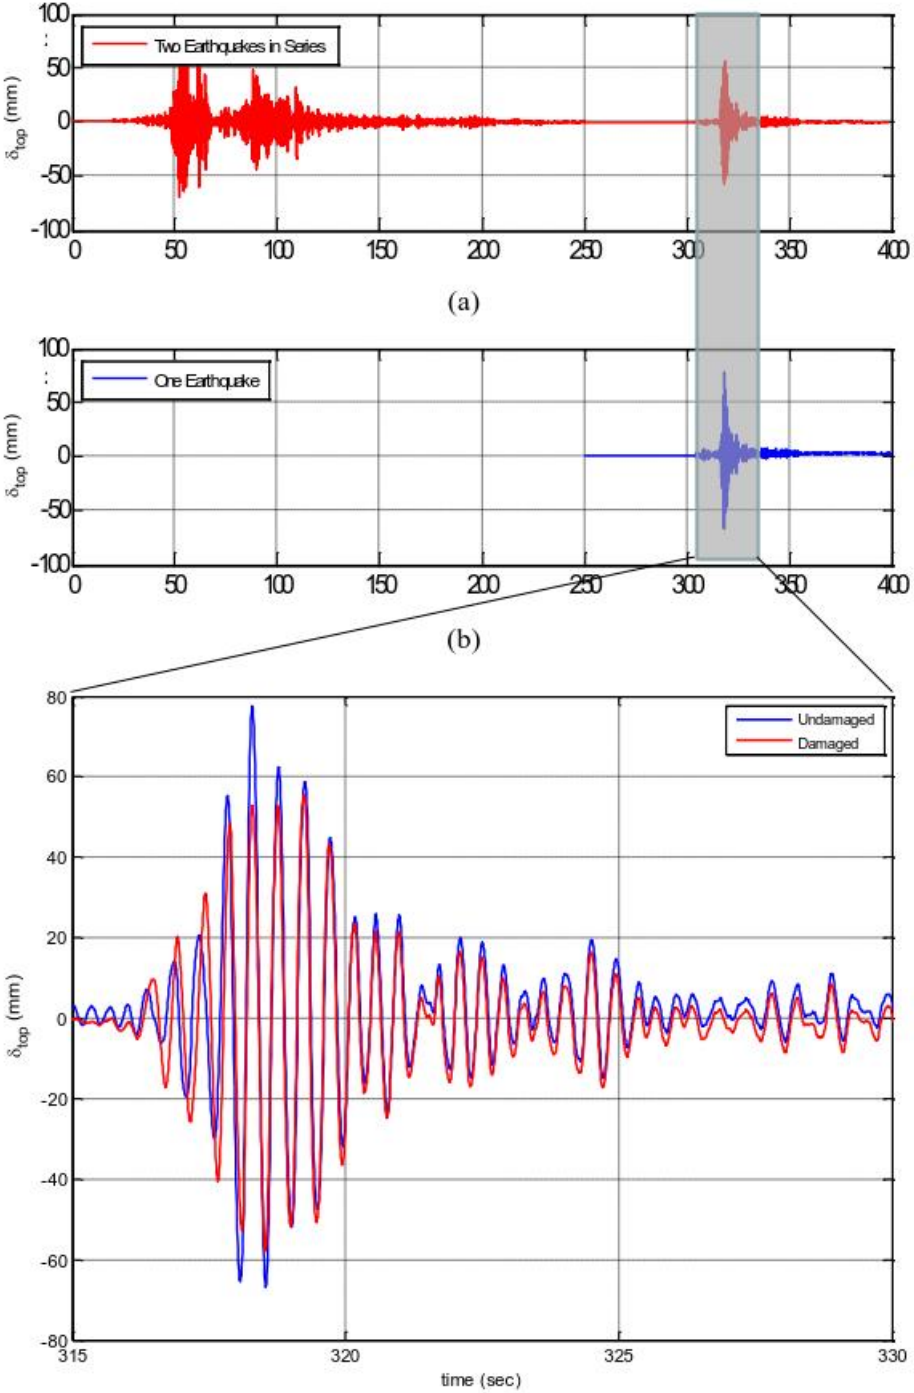 100
Two Earthquakes in Series
:
50
0
-50
-100
δtop (mm)
0 50 100 150 200 250 300 350 400
(a)
100
One Earthquake
:
50
0
-50
-100
δtop (mm)
0 50 100 150 200 250 300 350 400
(b)
80
Undamaged
Damaged
60
40
20
0
-20
-40
-60
-80
δtop (mm)
315 320 325 330
time (sec)